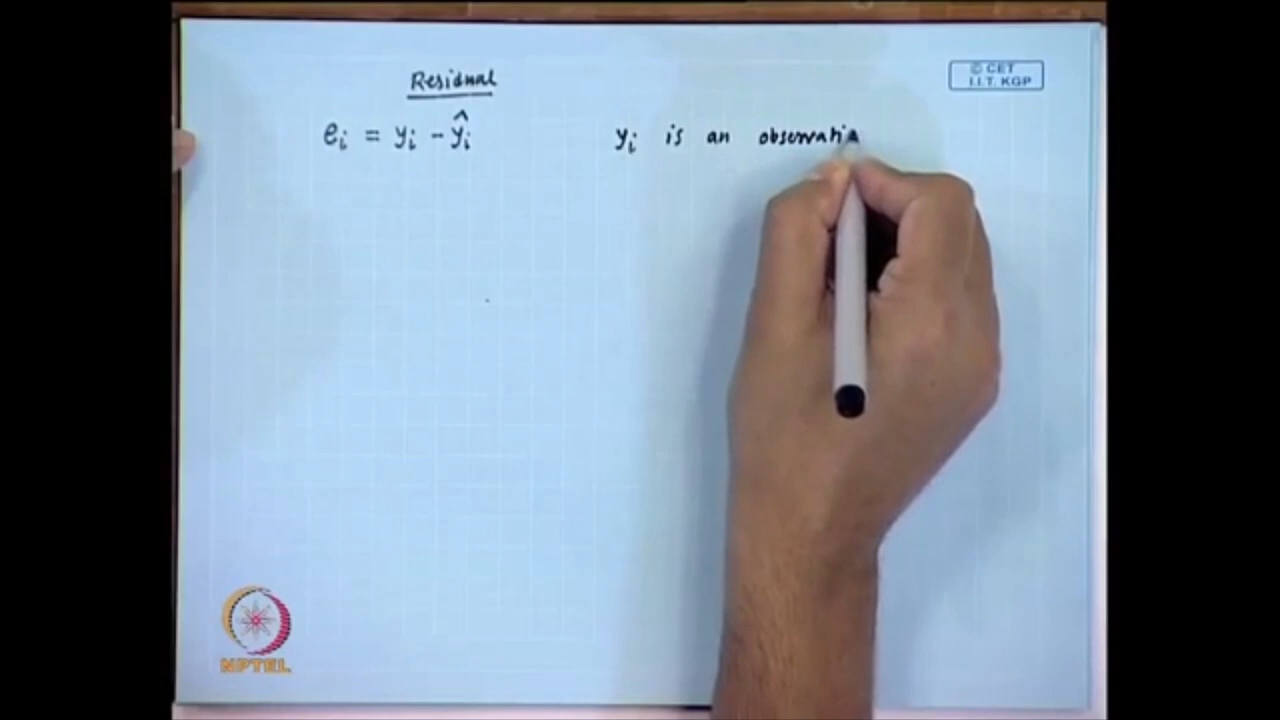 Residual
© CET
I.I.T. KGP
eᵢ = yᵢ - ŷᵢ
yᵢ is an observatio
NPTEL